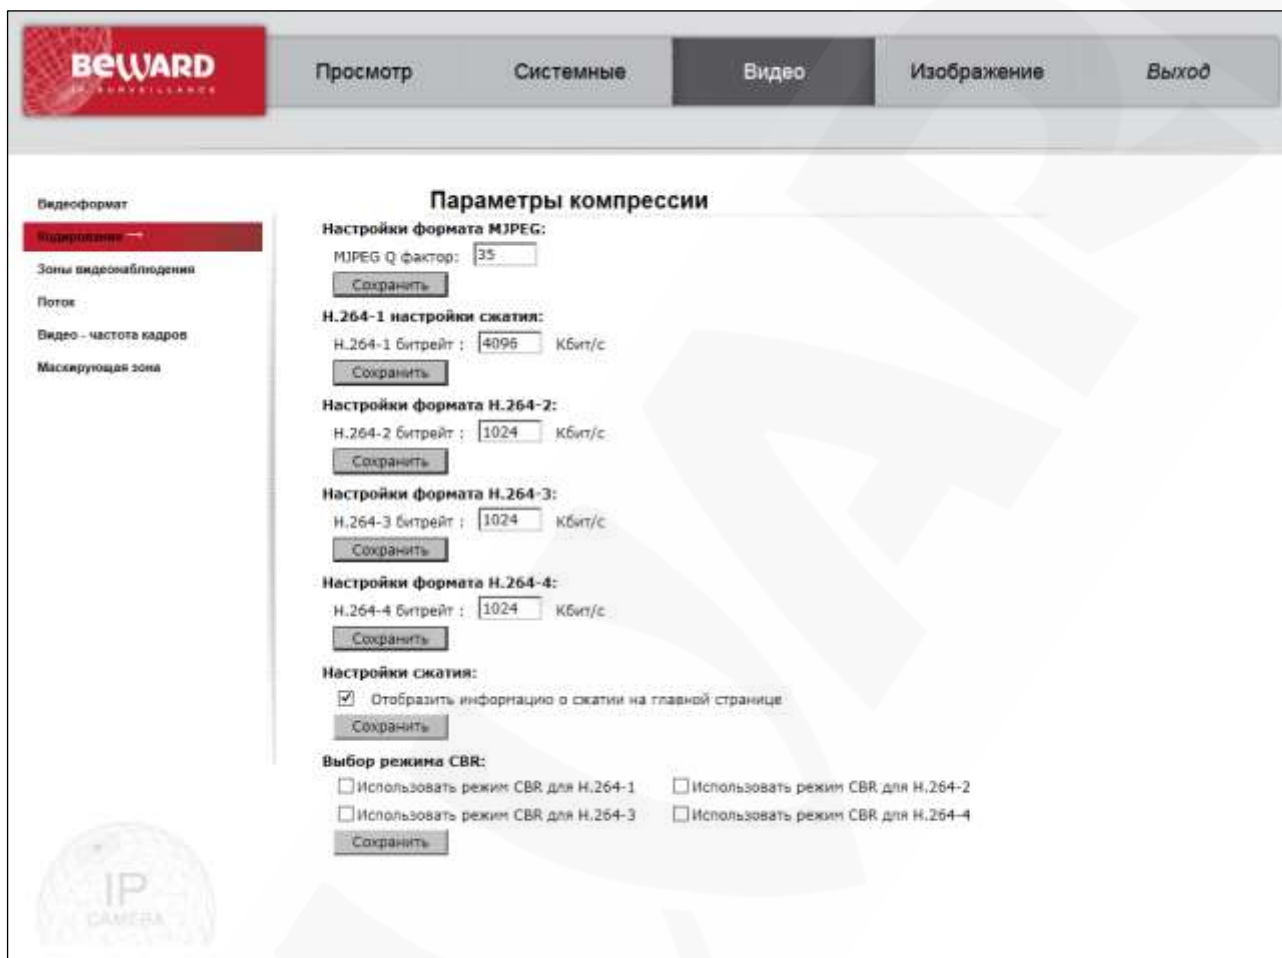 BEWARD
IP SURVEILLANCE
Просмотр
Системные
Видео
Изображение
Выход
Видеоформат
Кодирование →
Зоны видеонаблюдения
Поток
Видео - частота кадров
Маскирующая зона
Параметры компрессии
Настройки формата MJPEG:
MJPEG Q фактор: 35
Сохранить
H.264-1 настройки сжатия:
H.264-1 битрейт : 4096 Кбит/с
Сохранить
Настройки формата H.264-2:
H.264-2 битрейт : 1024 Кбит/с
Сохранить
Настройки формата H.264-3:
H.264-3 битрейт : 1024 Кбит/с
Сохранить
Настройки формата H.264-4:
H.264-4 битрейт : 1024 Кбит/с
Сохранить
Настройки сжатия:
Отобразить информацию о сжатии на главной странице
Сохранить
Выбор режима CBR:
Использовать режим CBR для H.264-1
Использовать режим CBR для H.264-2
Использовать режим CBR для H.264-3
Использовать режим CBR для H.264-4
Сохранить
IP
CAMERA